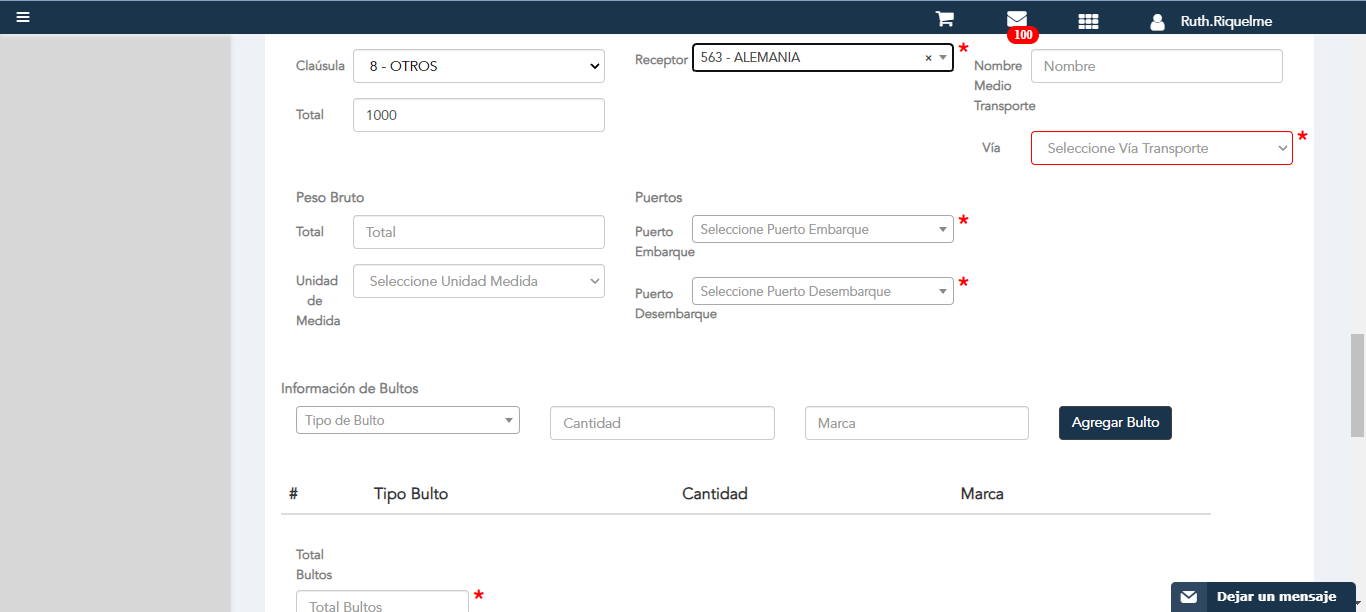 100
Ruth.Riquelme
Claúsula
8 - OTROS
Receptor
563 - ALEMANIA
×
*
Nombre
Medio
Transporte
Nombre
Total
1000
Vía
Seleccione Vía Transporte
*
Peso Bruto
Puertos
Total
Total
Puerto
Embarque
Seleccione Puerto Embarque
*
Unidad
de
Medida
Seleccione Unidad Medida
Puerto
Desembarque
Seleccione Puerto Desembarque
*
Información de Bultos
Tipo de Bulto
Cantidad
Marca
Agregar Bulto
# Tipo Bulto Cantidad Marca
Total
Bultos
Total Bultos
*
Dejar un mensaje